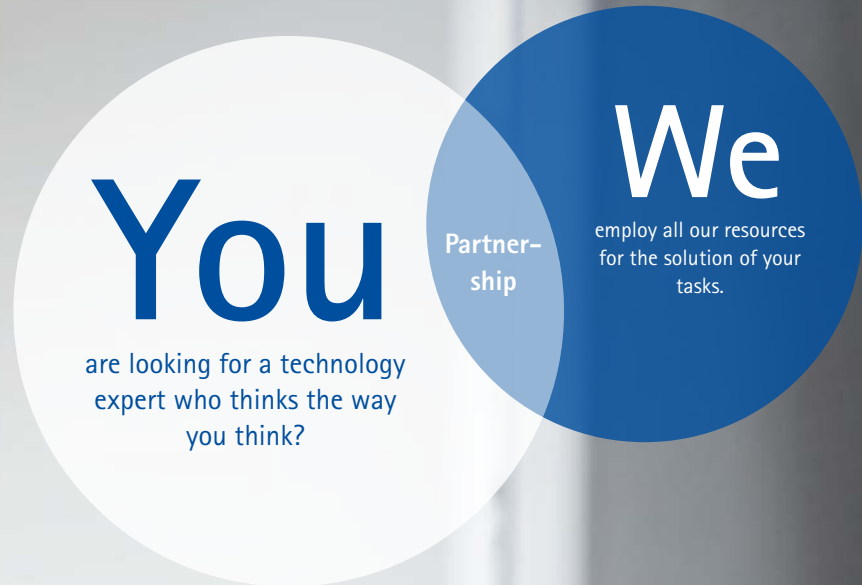 You
are looking for a technology
expert who thinks the way
you think?
Partner-
ship
We
employ all our resources
for the solution of your
tasks.